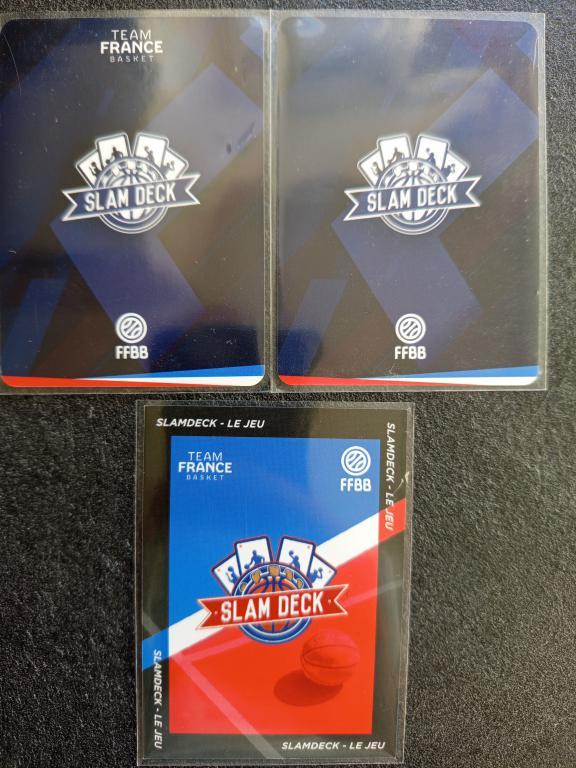 TEAM
FRANCE
BASKET
SLAM DECK
FFBB
SLAM DECK
FFBB
SLAMDECK - LE JEU
TEAM
FRANCE
BASKET
FFBB
SLAMDECK - LE JEU
SLAM DECK
SLAMDECK - LE JEU
SLAMDECK - LE JEU